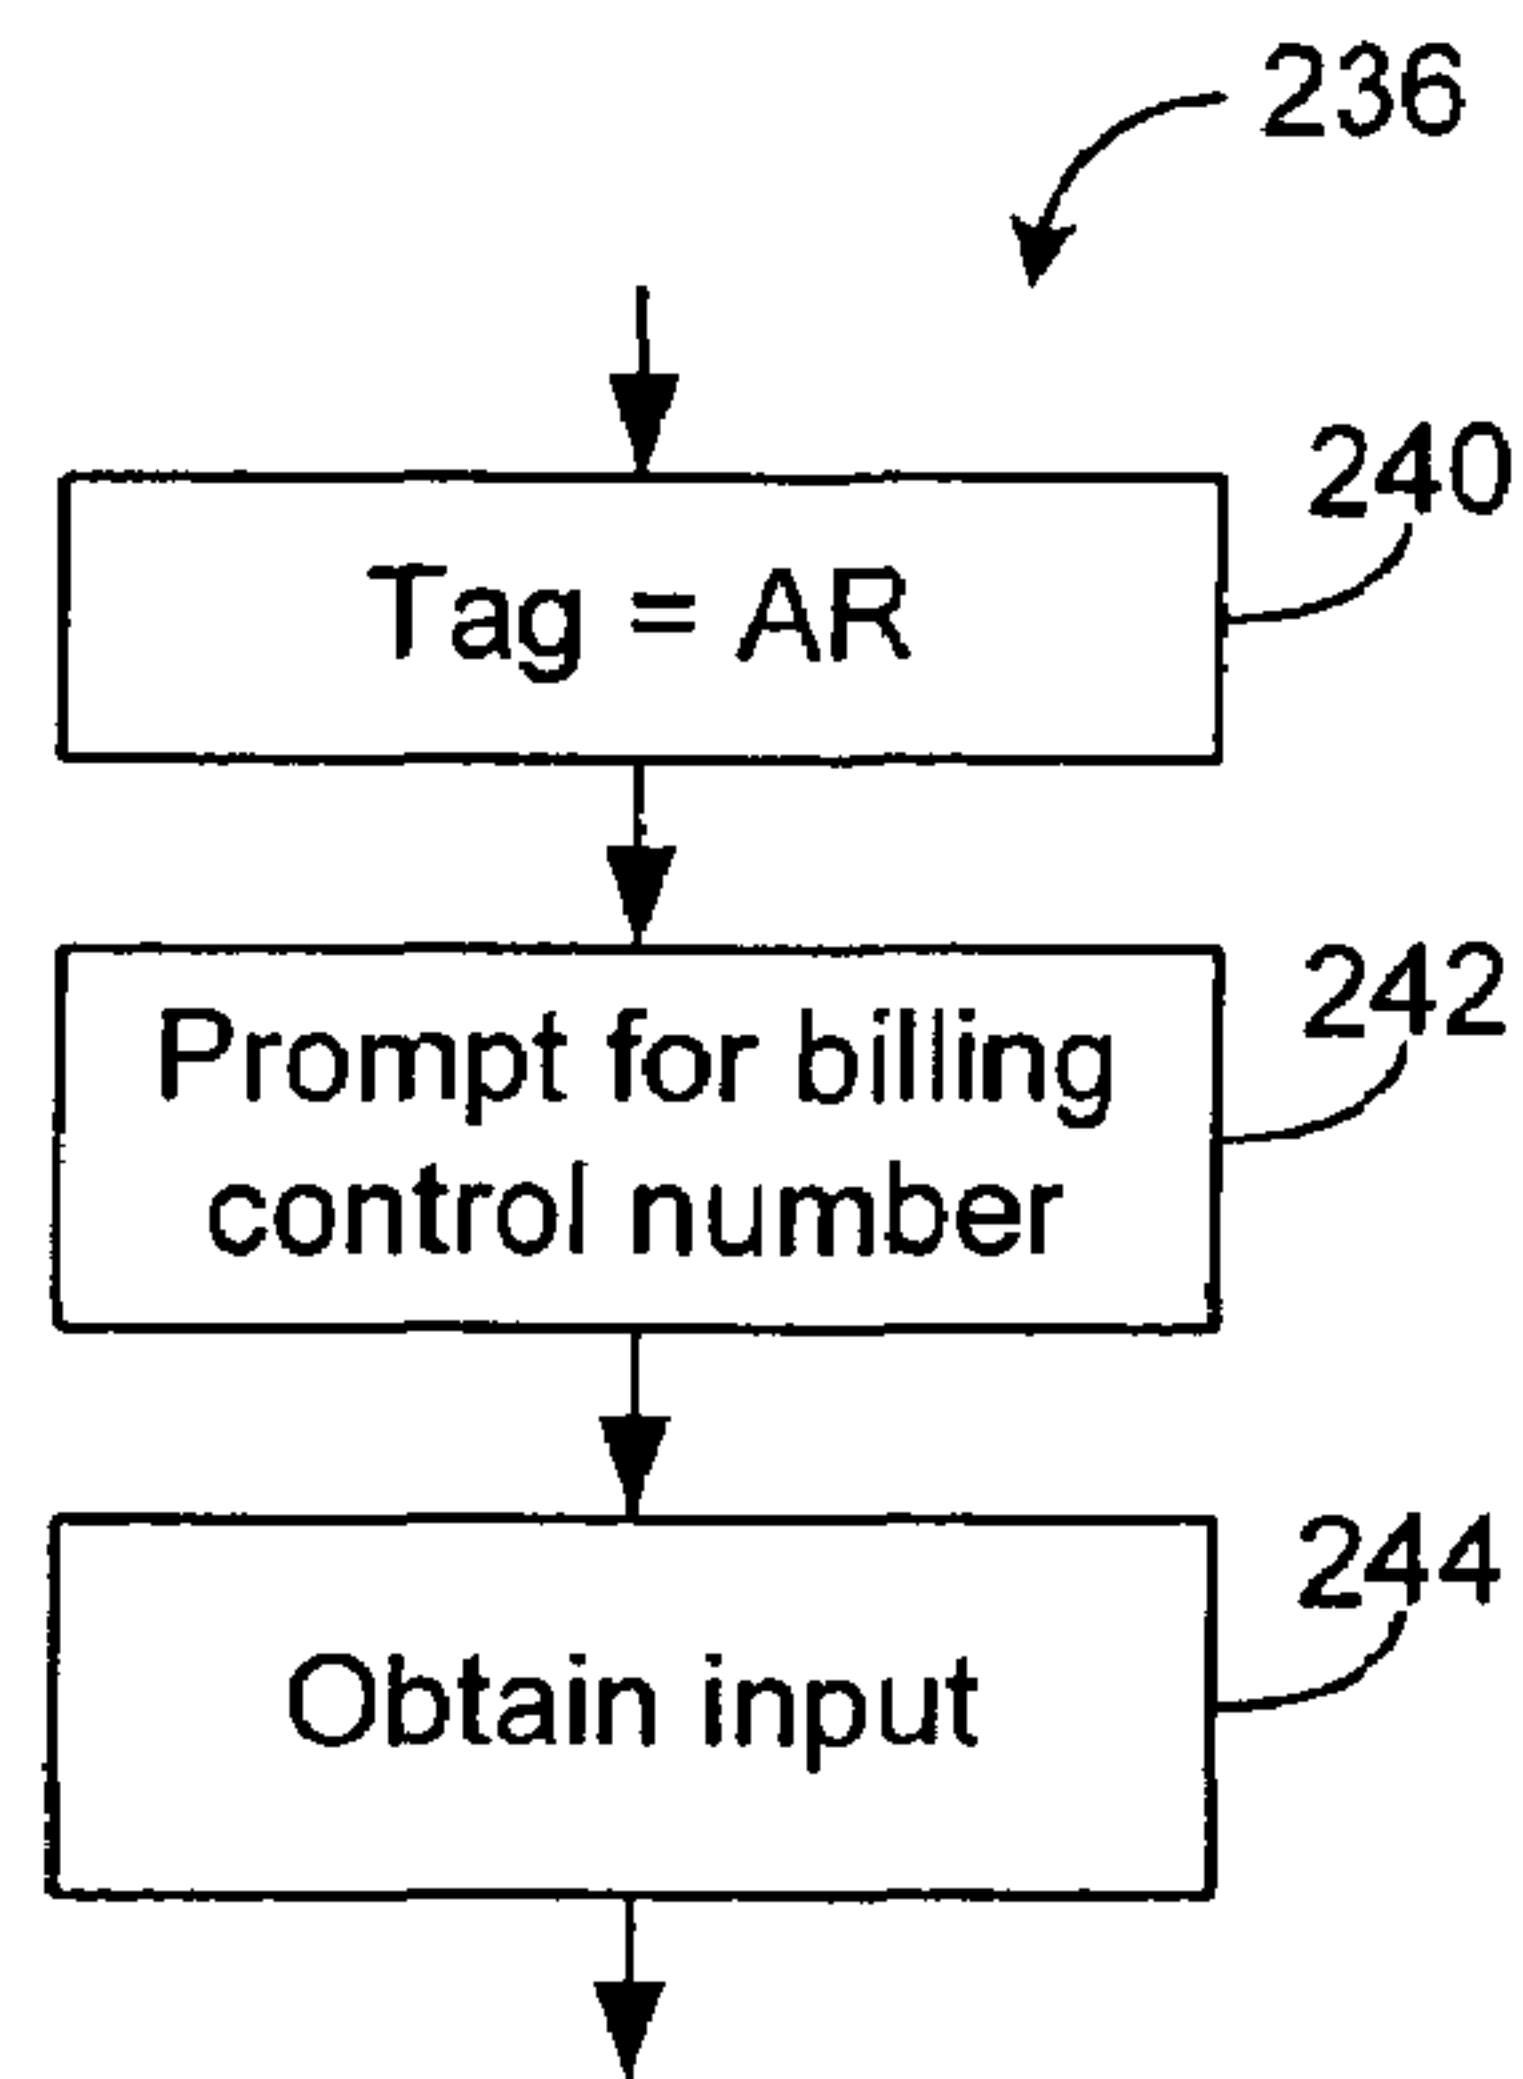 236
240
Tag = AR
242
Prompt for billing
control number
244
Obtain input